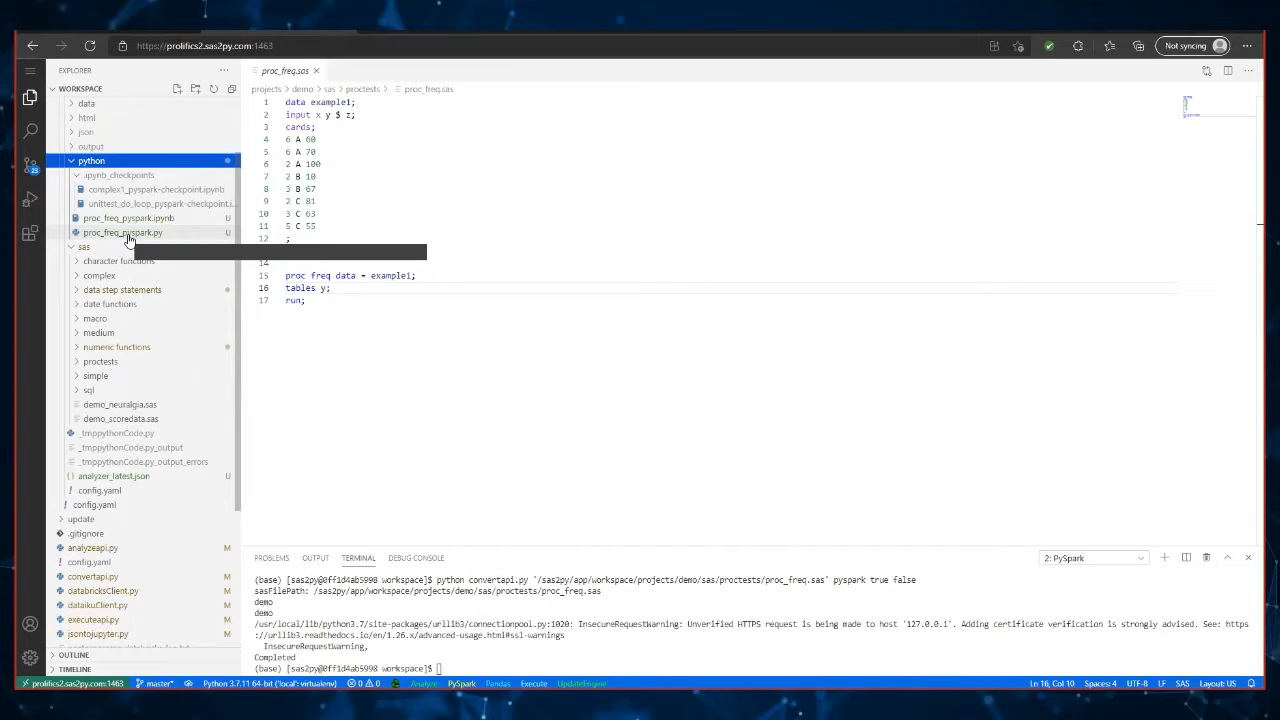 https://prolifics2.sas2py.com:1463
Not syncing
EXPLORER
WORKSPACE
data
html
json
output
python
.ipynb_checkpoints
complex1_pyspark-checkpoint.ipynb
unittest_do_loop_pyspark-checkpoint.i...
proc_freq_pyspark.ipynb U
proc_freq_pyspark.py U
sas
character functions
complex
data step statements
date functions
macro
medium
numeric functions
proctests
simple
sql
demo_neuralgia.sas
demo_scoredata.sas
_tmppythonCode.py
_tmppythonCode.py_output
_tmppythonCode.py_output_errors
analyzer_latest.json U
config.yaml
config.yaml
update
.gitignore
analyzeapi.py M
config.yaml
convertapi.py M
databricksClient.py M
dataikuClient.py M
executeapi.py M
jsontojupyter.py M
OUTLINE
TIMELINE
proc_freq.sas
projects > demo > sas > proctests > proc_freq.sas
1 data example1;
2 input x y $ z;
3 cards;
4 6 A 60
5 6 A 70
6 2 A 100
7 2 B 10
8 3 B 67
9 2 C 81
10 3 C 63
11 5 C 55
12 ;
14
15 proc freq data = example1;
16 tables y;
17 run;
PROBLEMS OUTPUT TERMINAL DEBUG CONSOLE 2: PySpark
(base) [sas2py@0ff1d4ab5998 workspace]$ python convertapi.py '/sas2py/app/workspace/projects/demo/sas/proctests/proc_freq.sas' pyspark true false
sasFilePath: /sas2py/app/workspace/projects/demo/sas/proctests/proc_freq.sas
demo
demo
/usr/local/lib/python3.7/site-packages/urllib3/connectionpool.py:1020: InsecureRequestWarning: Unverified HTTPS request is being made to host '127.0.0.1'. Adding certificate verification is strongly advised. See: https
://urllib3.readthedocs.io/en/1.26.x/advanced-usage.html#ssl-warnings
InsecureRequestWarning,
Completed
(base) [sas2py@0ff1d4ab5998 workspace]$
23
prolifics2.sas2py.com:1463 master* Python 3.7.11 64-bit ('local': virtualenv) 0 0 Analyze PySpark Pandas Execute UpdateEngine Ln 16, Col 10 Spaces: 4 UTF-8 LF SAS Layout: US